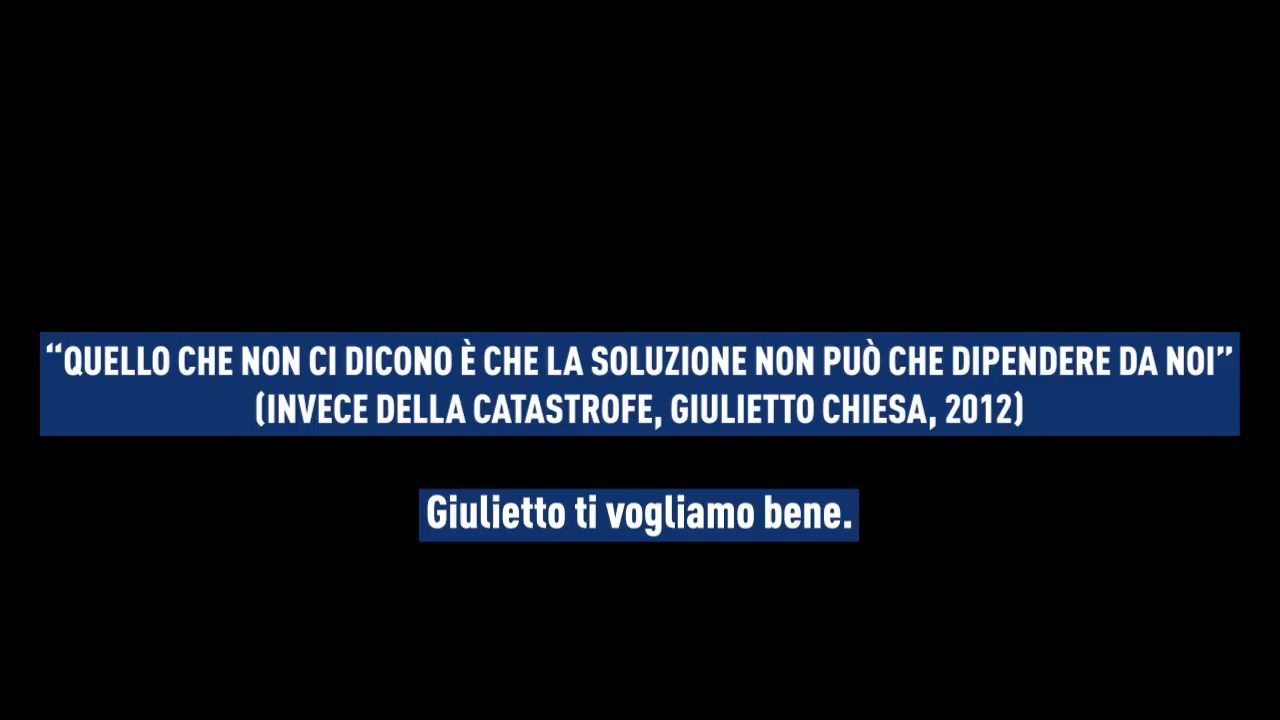 “QUELLO CHE NON CI DICONO È CHE LA SOLUZIONE NON PUÒ CHE DIPENDERE DA NOI”
(INVECE DELLA CATASTROFE, GIULIETTO CHIESA, 2012)
Giulietto ti vogliamo bene.